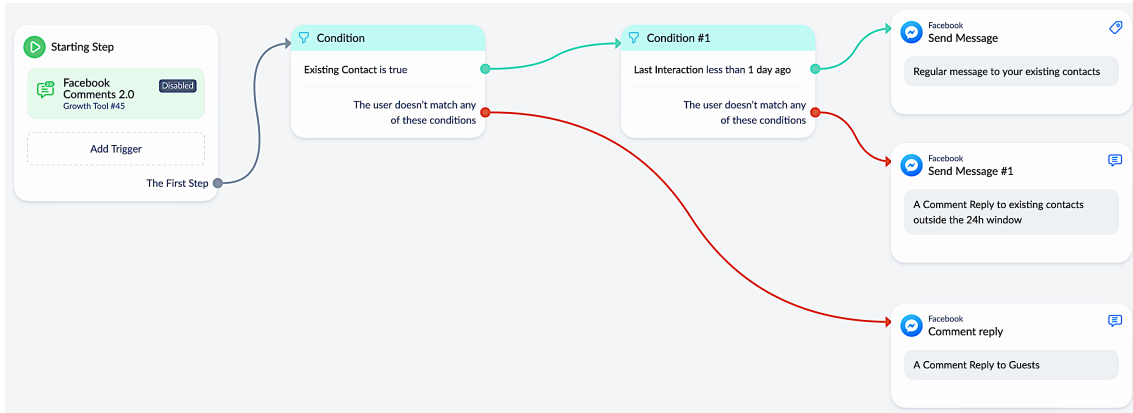 Starting Step
Facebook
Comments 2.0
Disabled
Growth Tool #45
Add Trigger
The First Step
Condition
Existing Contact is true
The user doesn't match any
of these conditions
Condition #1
Last Interaction less than 1 day ago
The user doesn't match any
of these conditions
Facebook
Send Message
Regular message to your existing contacts
Facebook
Send Message #1
A Comment Reply to existing contacts
outside the 24h window
Facebook
Comment reply
A Comment Reply to Guests